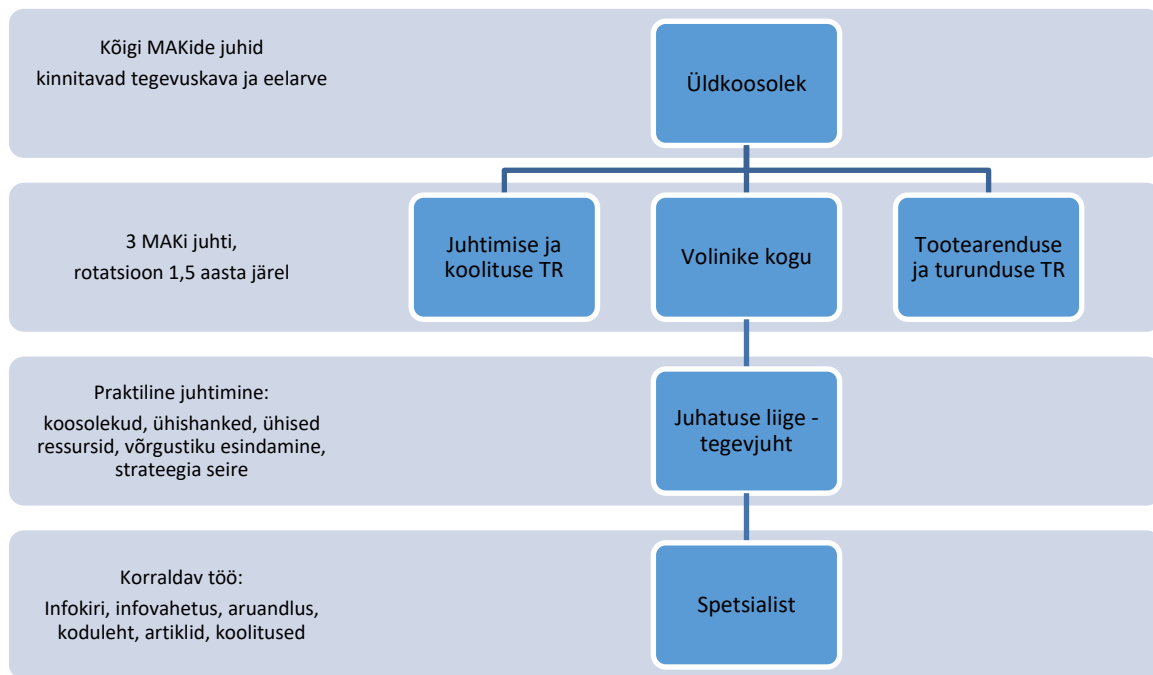 Kõigi MAKide juhid
kinnitavad tegevuskava ja eelarve
Üldkoosolek
3 MAKi juhti,
rotatsioon 1,5 aasta järel
Juhtimise ja
koolituse TR
Volinike kogu
Tootearenduse
ja turunduse TR
Praktiline juhtimine:
koosolekud, ühishanked, ühised
ressursid, võrgustiku esindamine,
strateegia seire
Juhatuse liige -
tegevjuht
Korraldav töö:
Infokiri, infovahetus, aruandlus,
koduleht, artiklid, koolitused
Spetsialist